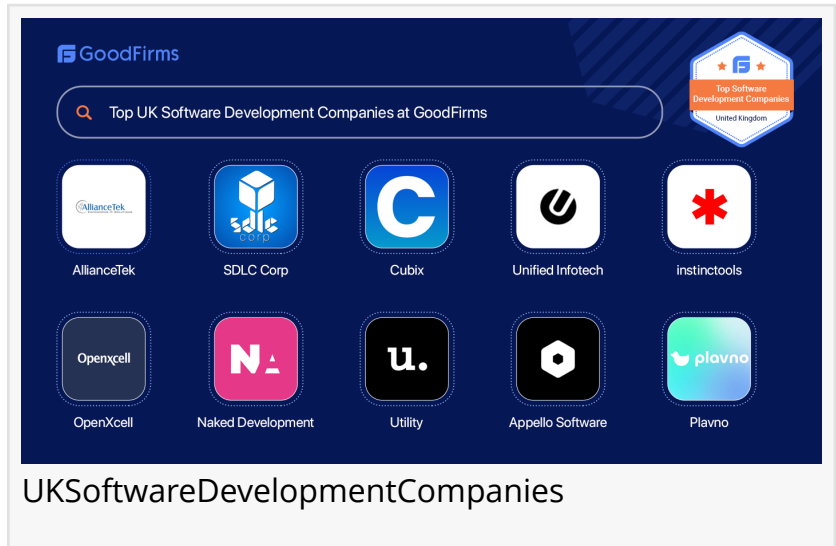 GoodFirms
Top Software
Development Companies
United Kingdom
Top UK Software Development Companies at GoodFirms
AllianceTek
sdlc
corp
C
AllianceTek
SDLC Corp
Cubix
Unified Infotech
instinctools
Openxcell
NA
u.
plavno
OpenXcell
Naked Development
Utility
Appello Software
Plavno
UKSoftwareDevelopmentCompanies